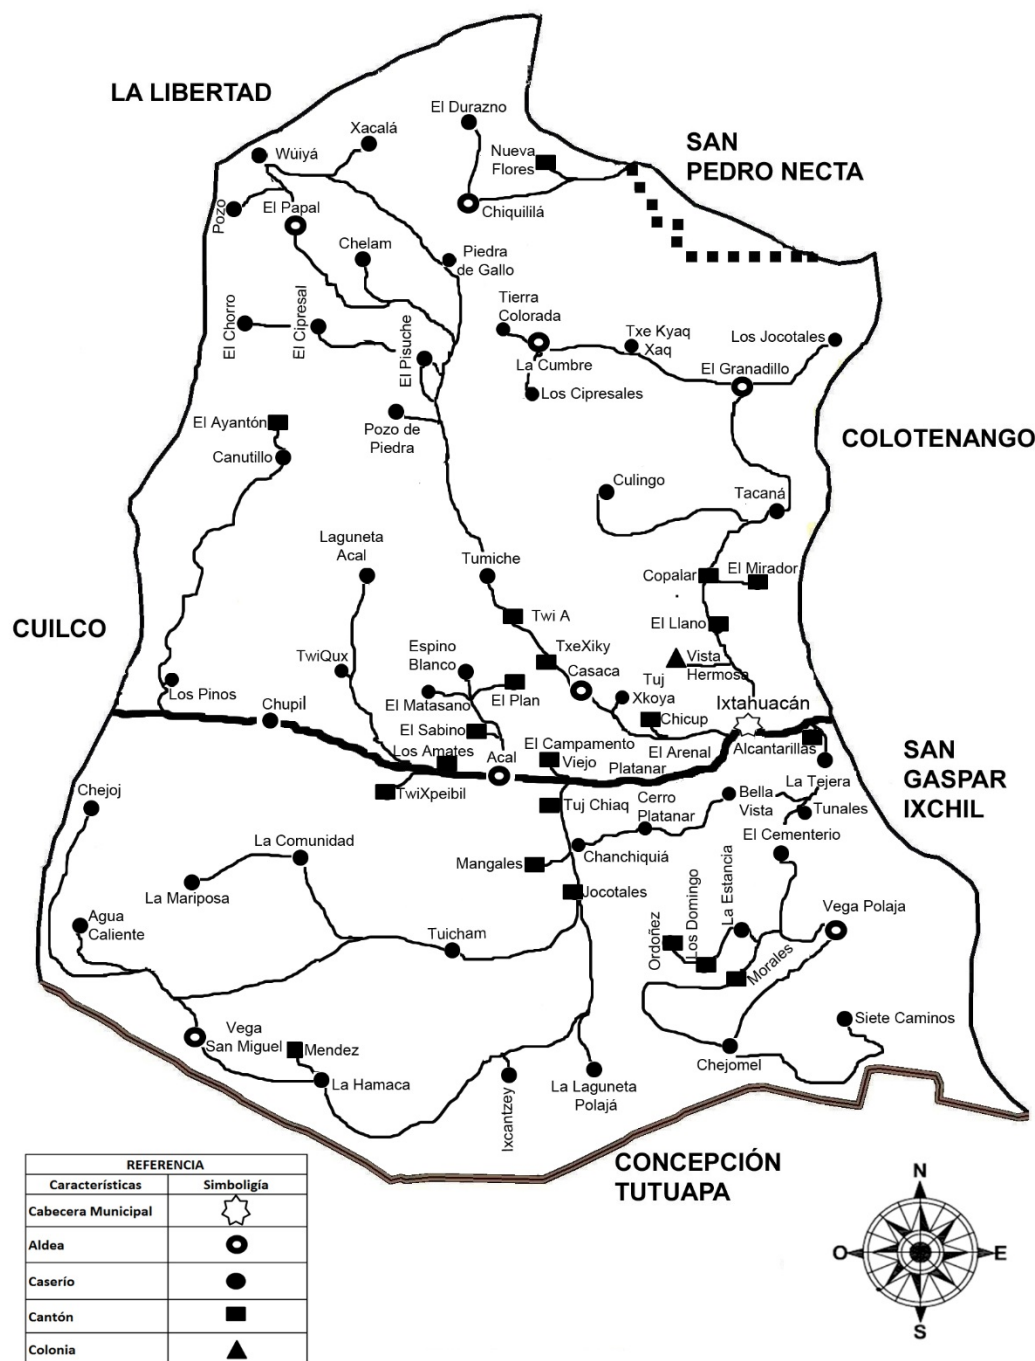 LA LIBERTAD
El Durazno
Xacalá
Wúiyá
Nueva
Flores
SAN
PEDRO NECTA
Pozo
El Papal
Chiquililá
Chelam
Piedra
de Gallo
El Chorro
El Cipresal
El Pisuche
Tierra
Colorada
Txe Kyaq
Xaq
Los Jocotales
La Cumbre
El Granadillo
Los Cipresales
El Ayantón
Pozo de
Piedra
COLOTENANGO
Canutillo
Culingo
Tacaná
Laguneta
Acal
Tumiche
Copalar
El Mirador
Twi A
El Llano
CUILCO
TwiQux
Espino
Blanco
TxeXiky
Casaca
Vista
Hermosa
Tuj
Xkoya
Los Pinos
El Matasano
El Plan
Ixtahuacán
Chupil
El Sabino
Chicup
Los Amates
Acal
El Campamento
Viejo
El Arenal
Platanar
Alcantarillas
SAN
GASPAR
IXCHIL
TwiXpeibil
La Tejera
Chejoj
Tuj Chiaq
Cerro
Platanar
Bella
Vista
Tunales
El Cementerio
La Comunidad
Mangales
Chanchiquiá
La Mariposa
Jocotales
Agua
Caliente
Tuicham
Ordoñez
Los Domingo
La Estancia
Vega Polaja
Morales
Vega
San Miguel
Mendez
La Hamaca
Ixcantzey
La Laguneta
Polajá
Chejomel
Siete Caminos
CONCEPCIÓN
TUTUAPA
REFERENCIA
Características Simboligía
Cabecera Municipal
Aldea
Caserío
Cantón
Colonia
N
O E
S